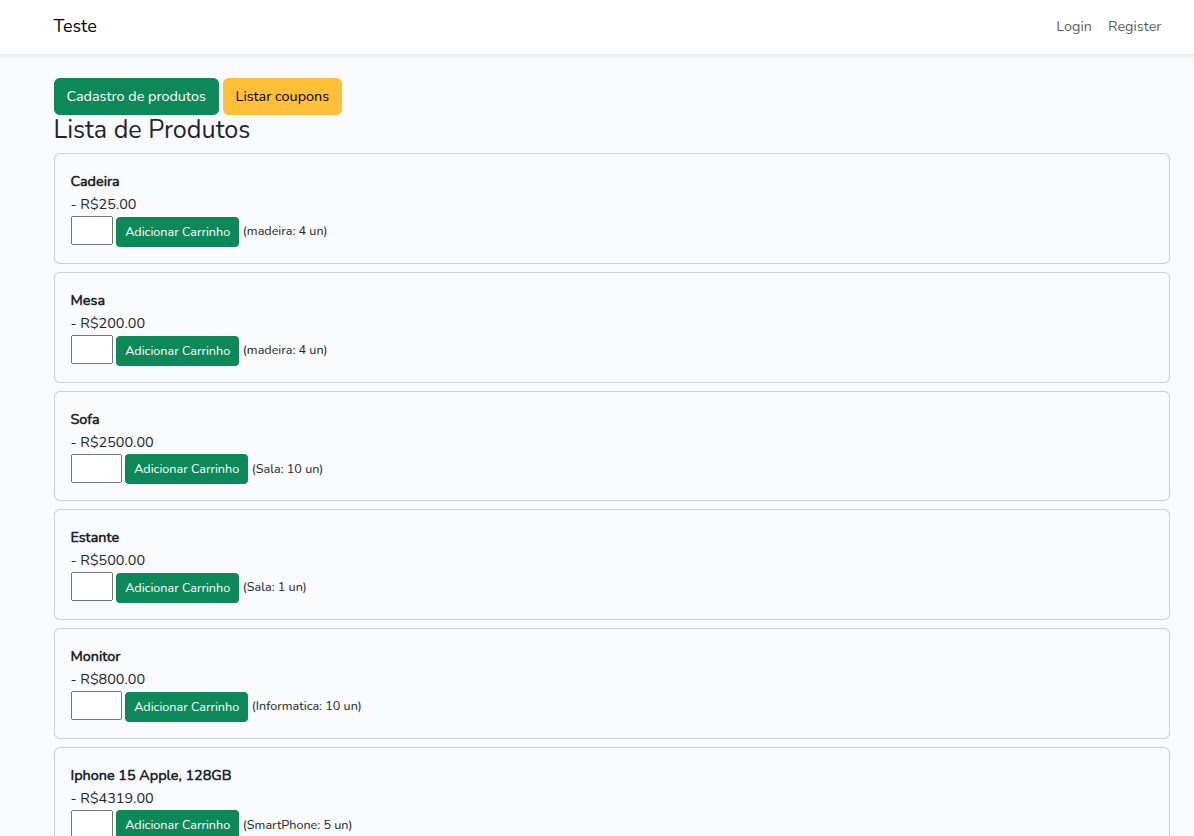 Teste Login Register
Cadastro de produtos Listar coupons
Lista de Produtos
Cadeira
- R$25.00
Adicionar Carrinho (madeira: 4 un)
Mesa
- R$200.00
Adicionar Carrinho (madeira: 4 un)
Sofa
- R$2500.00
Adicionar Carrinho (Sala: 10 un)
Estante
- R$500.00
Adicionar Carrinho (Sala: 1 un)
Monitor
- R$800.00
Adicionar Carrinho (Informatica: 10 un)
Iphone 15 Apple, 128GB
- R$4319.00
Adicionar Carrinho (SmartPhone: 5 un)